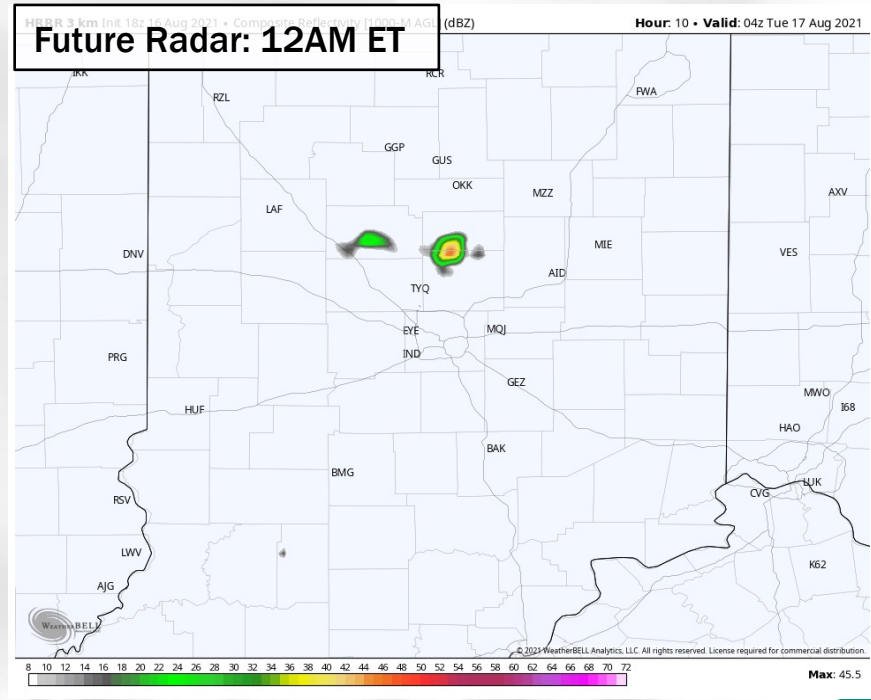 HRRR 3 km Init 18z 16 Aug 2021 • Composite Reflectivity [1000-M AGL] (dBZ)
Hour: 10 • Valid: 04z Tue 17 Aug 2021
Future Radar: 12AM ET
IKK
RCR
RZL
FWA
GGP
GUS
OKK
MZZ
AXV
LAF
MIE
DNV
VES
AID
TYQ
EYE
MQJ
IND
PRG
GEZ
MWO
HUF
I68
HAO
BAK
BMG
LUK
CVG
RSV
LWV
K62
AJG
WEATHERBELL
© 2021 WeatherBELL Analytics, LLC. All rights reserved. License required for commercial distribution.
8 10 12 14 16 18 20 22 24 26 28 30 32 34 36 38 40 42 44 46 48 50 52 54 56 58 60 62 64 66 68 70 72
Max: 45.5